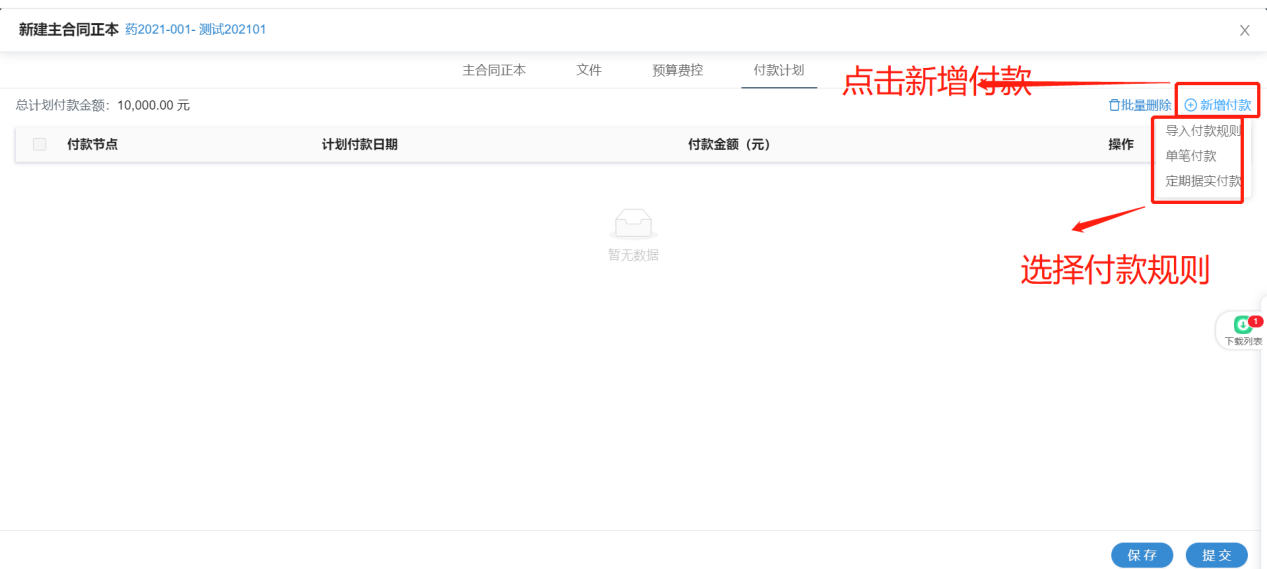 新建主合同正本 药2021-001- 测试202101
主合同正本 文件 预算费控 付款计划
点击新增付款
总计划付款金额：10,000.00 元
批量删除 新增付款
导入付款规则
单笔付款
定期据实付款
付款节点 计划付款日期 付款金额（元） 操作
暂无数据
选择付款规则
1
下载列表
保存 提交